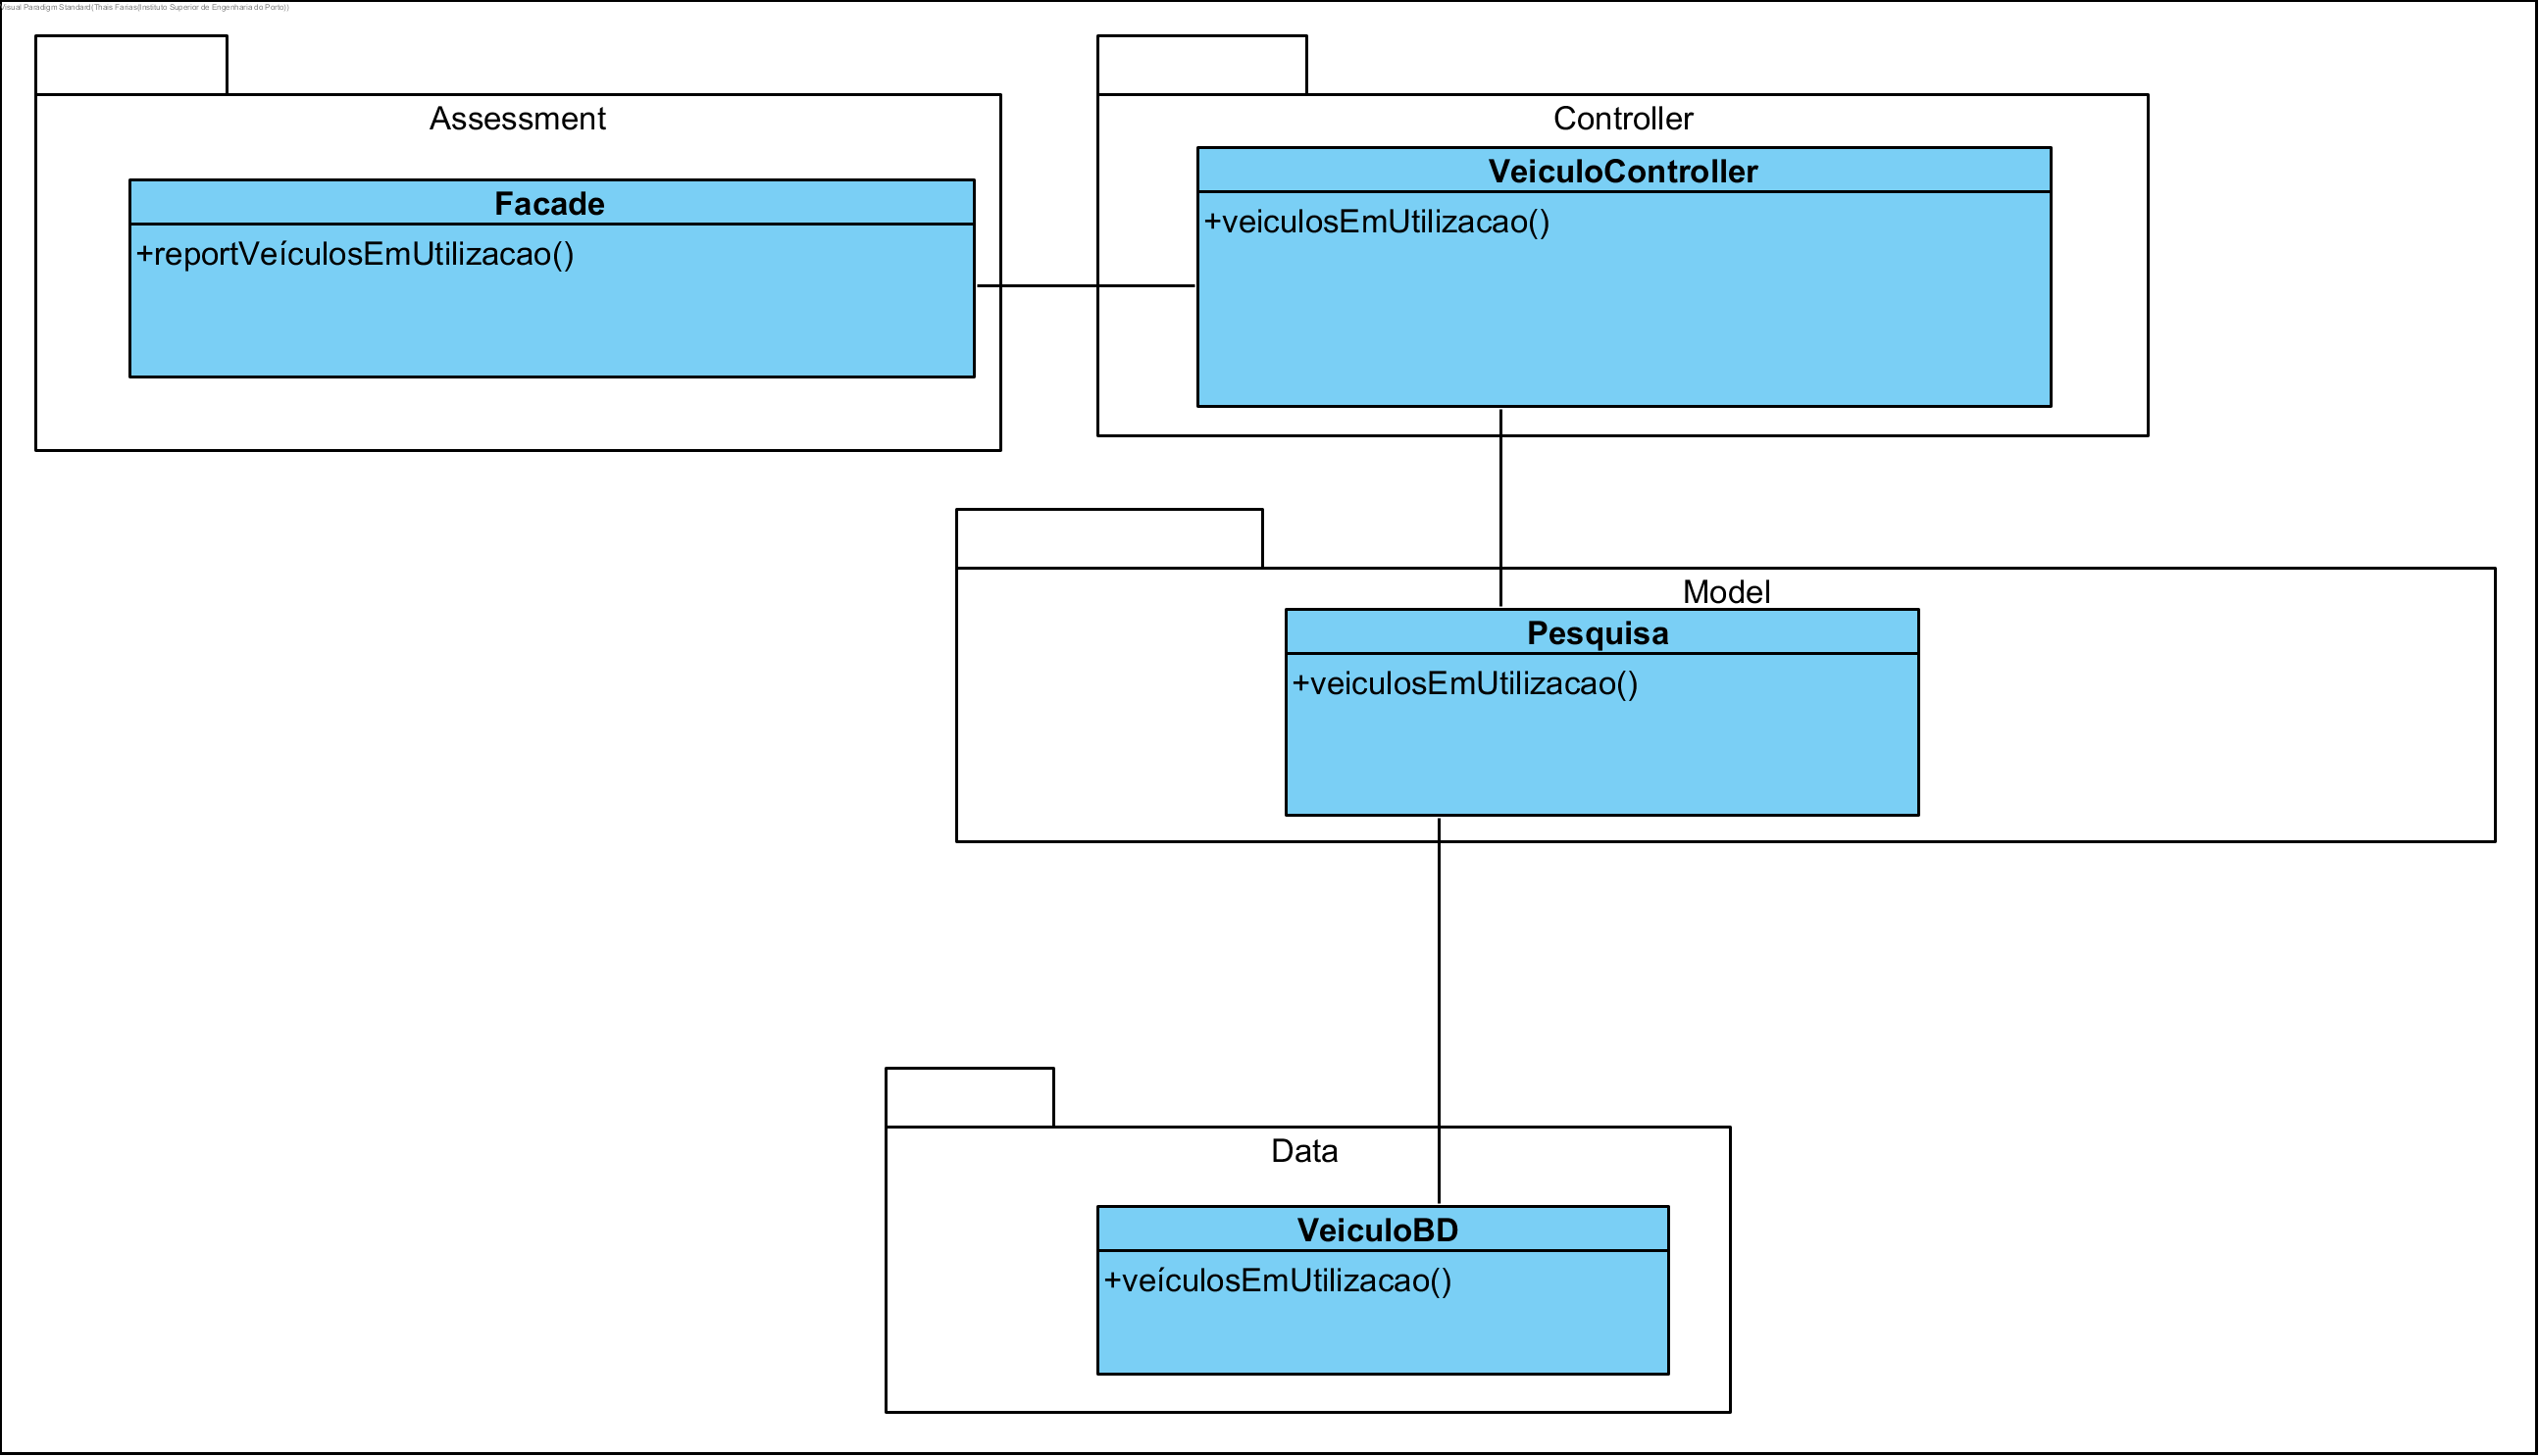 Visual Paradigm Standard(Thais Farias(Instituto Superior de Engenharia do Porto))
Assessment
Facade
+reportVeículosEmUtilizacao()
Controller
VeiculoController
+veiculosEmUtilizacao()
Model
Pesquisa
+veiculosEmUtilizacao()
Data
VeiculoBD
+veículosEmUtilizacao()